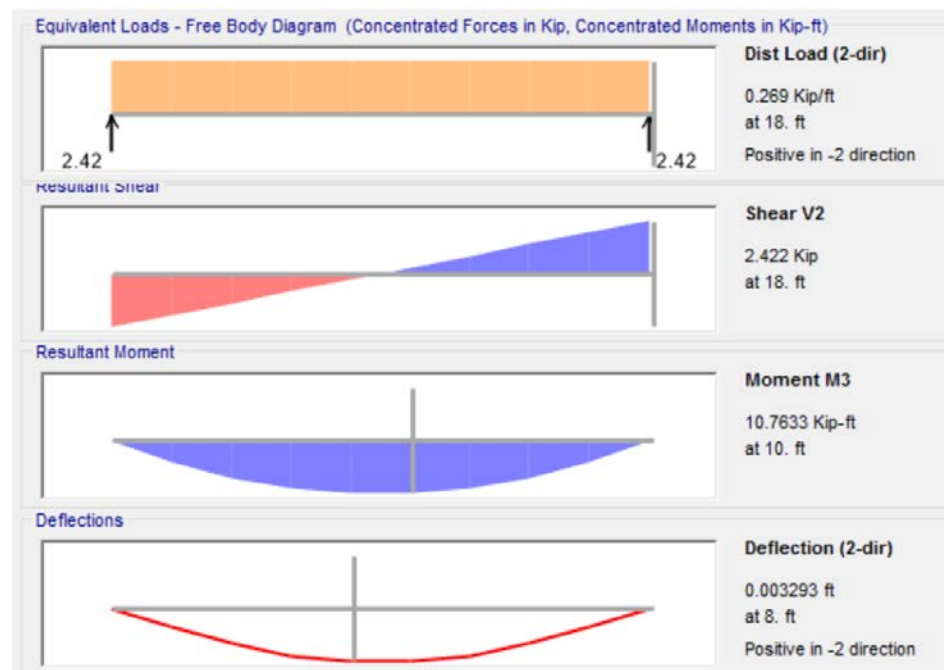 Equivalent Loads - Free Body Diagram (Concentrated Forces in Kip, Concentrated Moments in Kip-ft)
2.42
2.42
Dist Load (2-dir)
0.269 Kip/ft
at 18. ft
Positive in -2 direction
Resultant Shear
Shear V2
2.422 Kip
at 18. ft
Resultant Moment
Moment M3
10.7633 Kip-ft
at 10. ft
Deflections
Deflection (2-dir)
0.003293 ft
at 8. ft
Positive in -2 direction